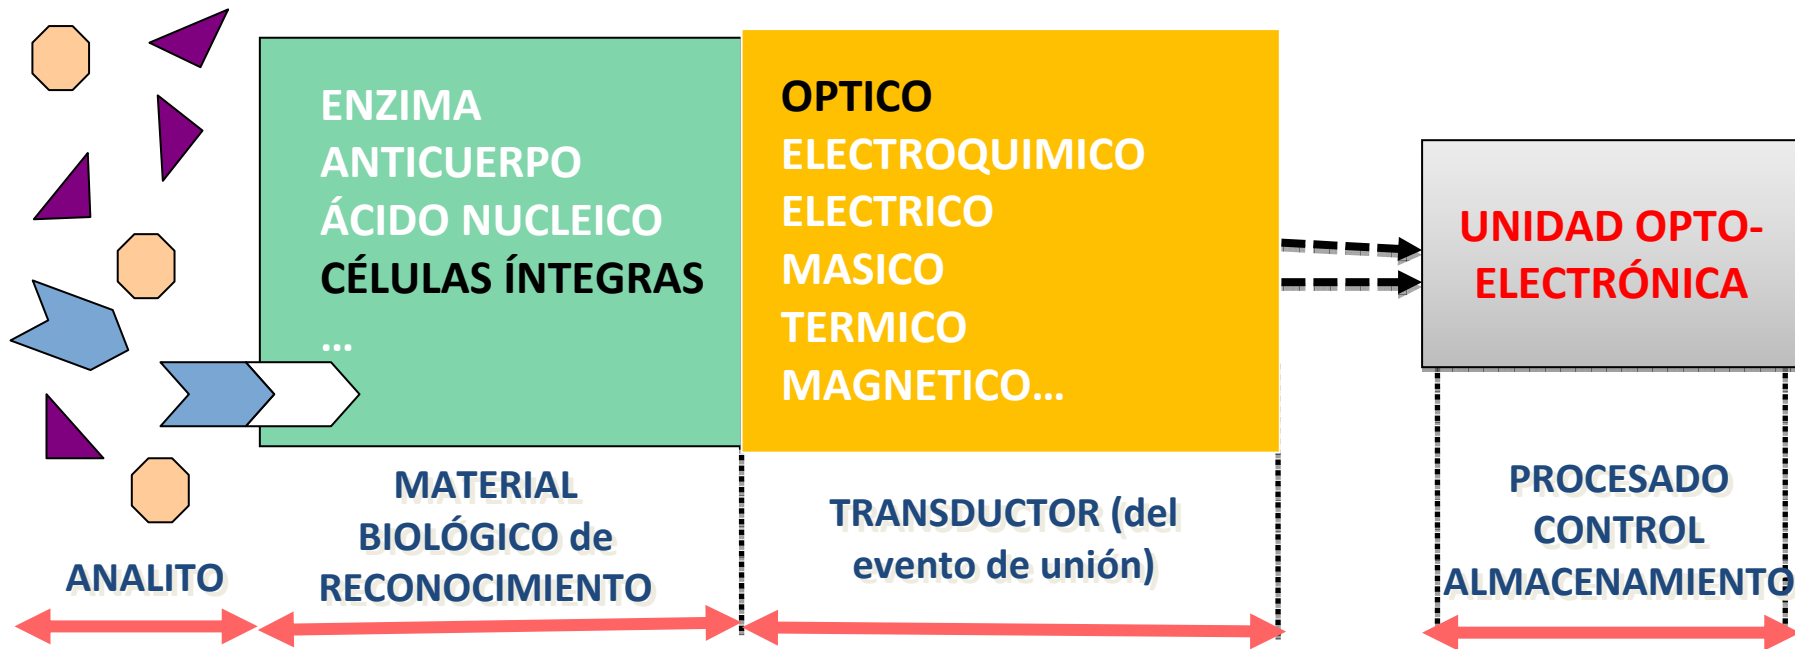 ENZIMA
ANTICUERPO
ÁCIDO NUCLEICO
CÉLULAS ÍNTEGRAS
...
OPTICO
ELECTROQUIMICO
ELECTRICO
MASICO
TERMICO
MAGNETICO...
UNIDAD OPTO-
ELECTRÓNICA
ANALITO
MATERIAL
BIOLÓGICO de
RECONOCIMIENTO
TRANSDUCTOR (del
evento de unión)
PROCESADO
CONTROL
ALMACENAMIENTO